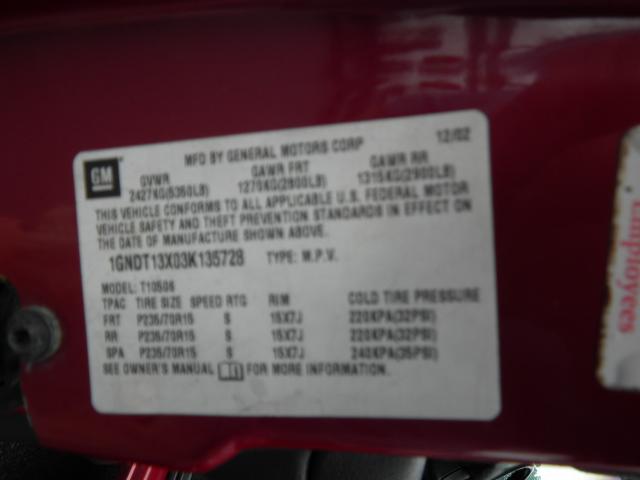 MFD BY GENERAL MOTORS CORP 12/02
GM
GVWR GAWR FRT GAWR RR
2427KG(5350LB) 1270KG(2800LB) 1315KG(2900LB)
THIS VEHICLE CONFORMS TO ALL APPLICABLE U.S. FEDERAL MOTOR
VEHICLE SAFETY AND THEFT PREVENTION STANDARDS IN EFFECT ON
THE DATE OF MANUFACTURE SHOWN ABOVE.
1GNDT13X03K135728 TYPE: M.P.V.
MODEL: T10506
TPAC TIRE SIZE SPEED RTG RIM COLD TIRE PRESSURE
FRT P235/70R15 S 15X7J 220KPA(32PSI)
RR P235/70R15 S 15X7J 220KPA(32PSI)
SPA P235/70R15 S 15X7J 240KPA(35PSI)
SEE OWNER'S MANUAL FOR MORE INFORMATION.
Employees